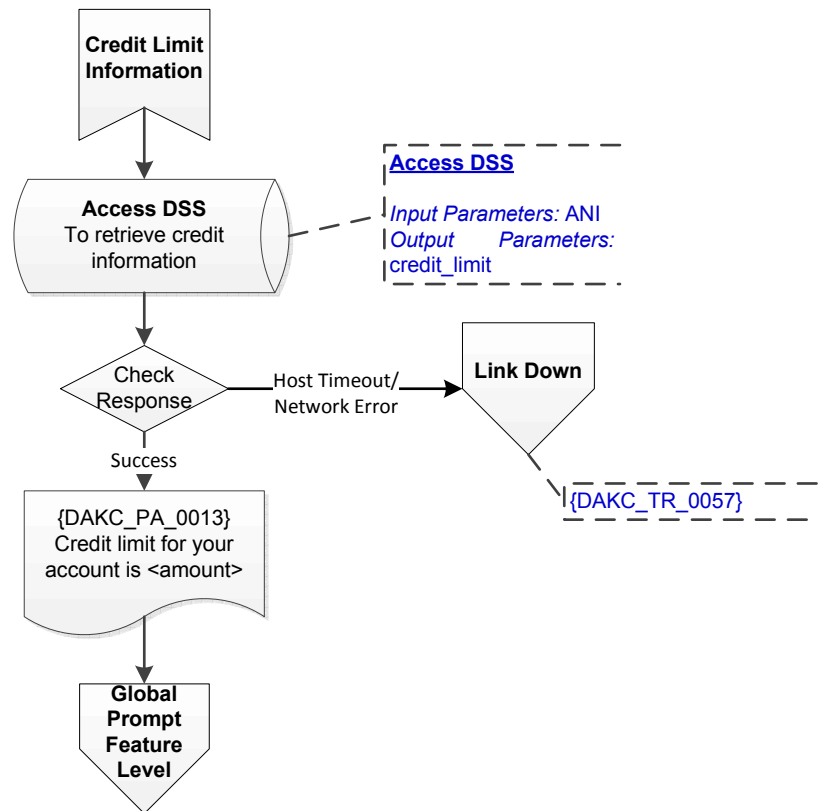 Credit Limit
Information
Access DSS
To retrieve credit
information
Access DSS
Input Parameters: ANI
Output Parameters:
credit_limit
Check
Response
Host Timeout/
Network Error
Link Down
Success
{DAKC_TR_0057}
{DAKC_PA_0013}
Credit limit for your
account is <amount>
Global
Prompt
Feature
Level